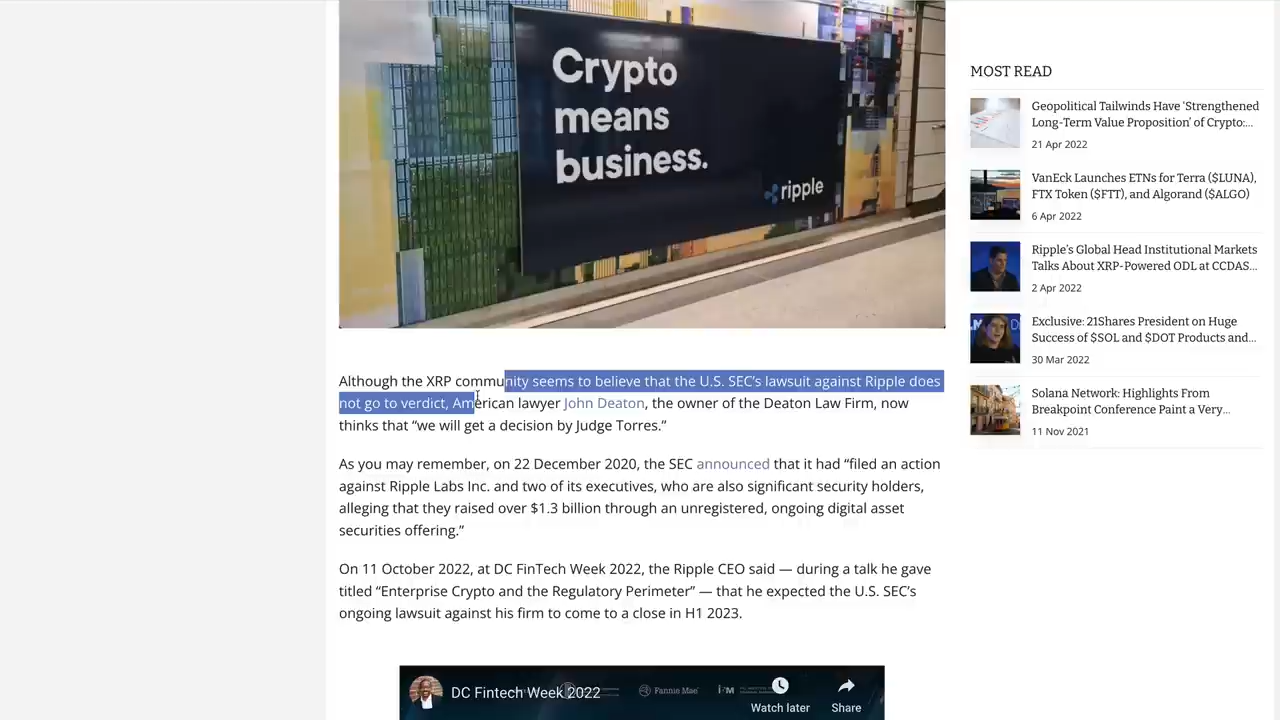 Crypto
means
business.
ripple
MOST READ
Geopolitical Tailwinds Have ‘Strengthened
Long-Term Value Proposition’ of Crypto:...
21 Apr 2022
VanEck Launches ETNs for Terra ($LUNA),
FTX Token ($FTT), and Algorand ($ALGO)
6 Apr 2022
Ripple’s Global Head Institutional Markets
Talks About XRP-Powered ODL at CCDAS...
2 Apr 2022
Exclusive: 21Shares President on Huge
Success of $SOL and $DOT Products and...
30 Mar 2022
Solana Network: Highlights From
Breakpoint Conference Paint a Very...
11 Nov 2021
Although the XRP community seems to believe that the U.S. SEC’s lawsuit against Ripple does
not go to verdict, American lawyer John Deaton, the owner of the Deaton Law Firm, now
thinks that “we will get a decision by Judge Torres.”
As you may remember, on 22 December 2020, the SEC announced that it had “filed an action
against Ripple Labs Inc. and two of its executives, who are also significant security holders,
alleging that they raised over $1.3 billion through an unregistered, ongoing digital asset
securities offering.”
On 11 October 2022, at DC FinTech Week 2022, the Ripple CEO said — during a talk he gave
titled “Enterprise Crypto and the Regulatory Perimeter” — that he expected the U.S. SEC’s
ongoing lawsuit against his firm to come to a close in H1 2023.
DC Fintech Week 2022
Fannie Mae
Watch later
Share